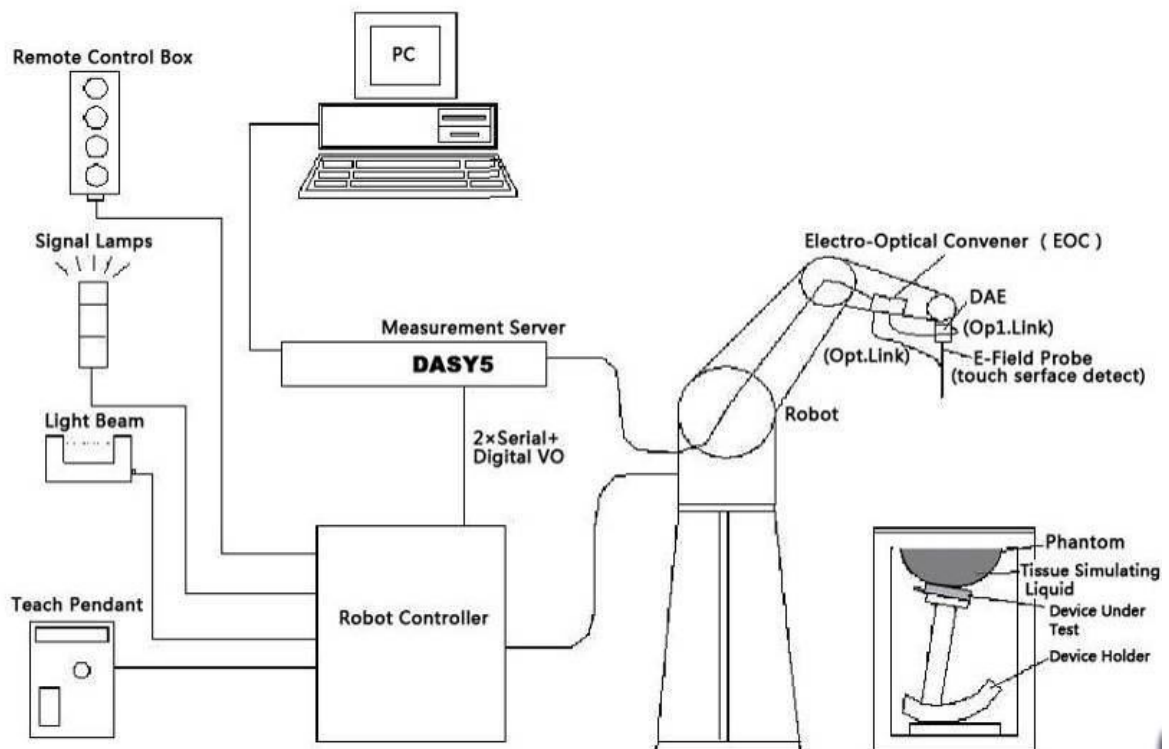 Remote Control Box
PC
Signal Lamps
Electro-Optical Convener ( EOC )
DAE
(Op1.Link)
Measurement Server
DASY5
(Opt.Link)
E-Field Probe
(touch serface detect)
Robot
Light Beam
2×Serial+
Digital VO
Phantom
Tissue Simulating
Liquid
Device Under
Test
Teach Pendant
Robot Controller
Device Holder